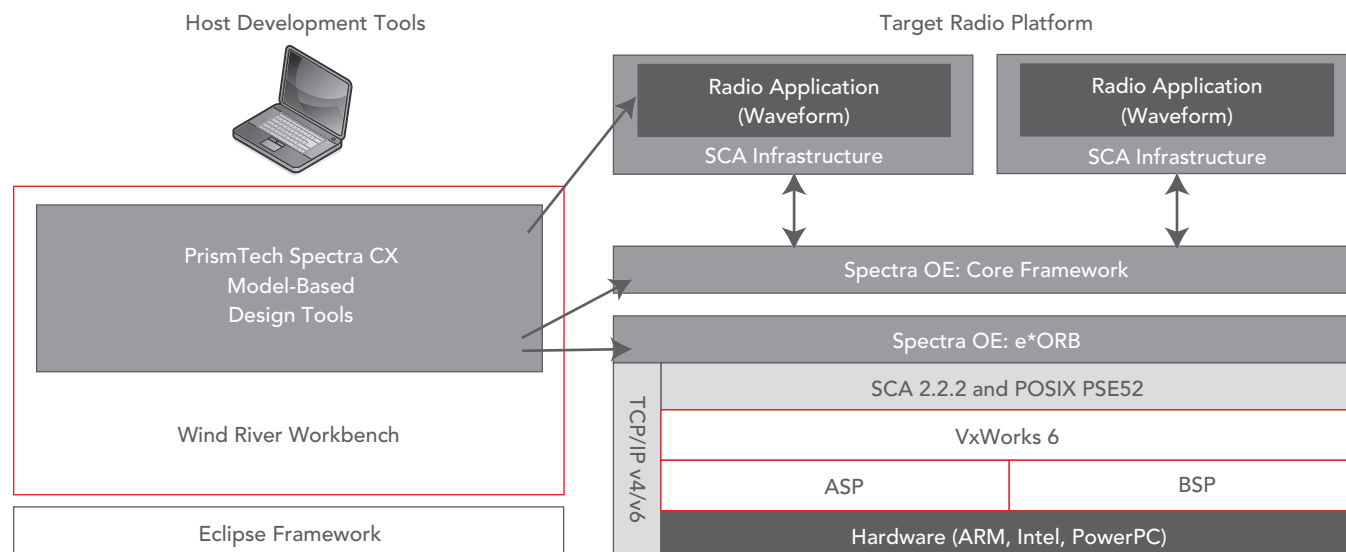 Host Development Tools
PrismTech Spectra CX
Model-Based
Design Tools
Wind River Workbench
Eclipse Framework
Target Radio Platform
Radio Application
(Waveform)
SCA Infrastructure
Radio Application
(Waveform)
SCA Infrastructure
Spectra OE: Core Framework
Spectra OE: e*ORB
TCP/IP v4/v6
SCA 2.2.2 and POSIX PSE52
VxWorks 6
ASP
BSP
Hardware (ARM, Intel, PowerPC)